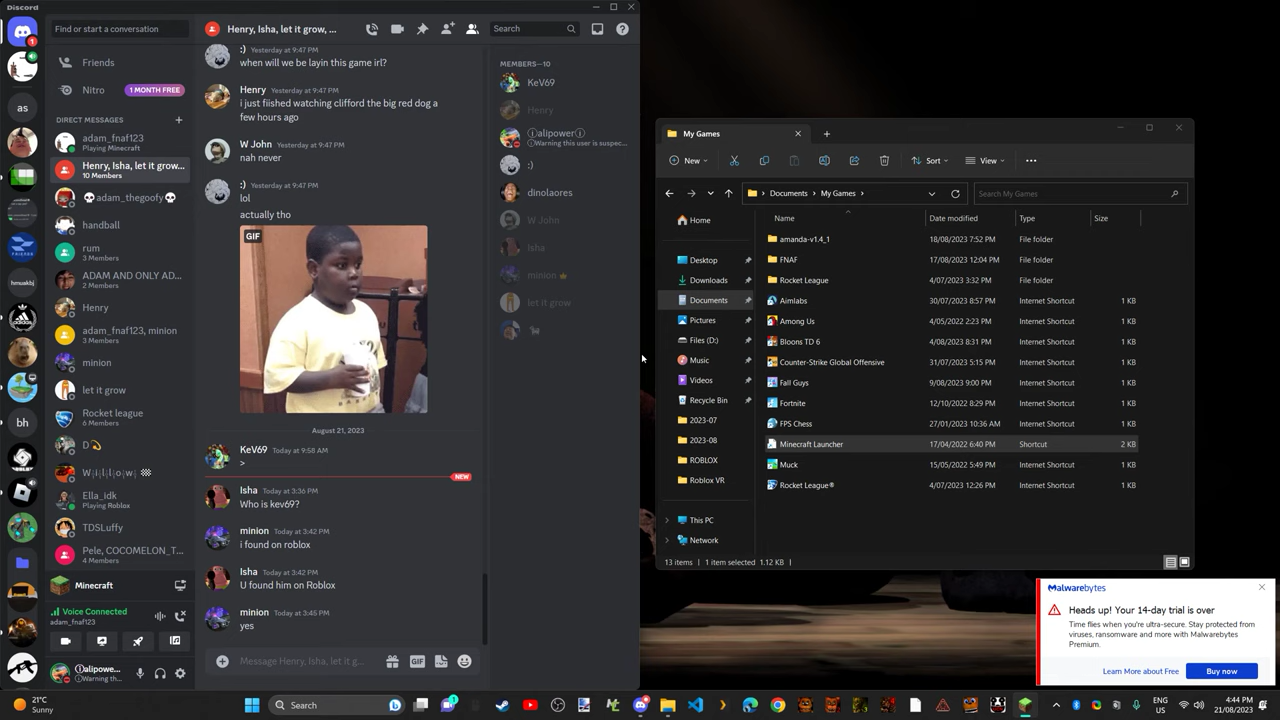 Discord
Find or start a conversation
Friends
Nitro
1 MONTH FREE
DIRECT MESSAGES
adam_fnaf123
Playing Minecraft
Henry, Isha, let it grow...
10 Members
adam_thegoofy
handball
rum
3 Members
ADAM AND ONLY AD...
2 Members
Henry
adam_fnaf123, minion
3 Members
minion
let it grow
Rocket league
6 Members
D
Ella_idk
Playing Roblox
TDSLuffy
Pele, COCOMELON_T...
4 Members
Minecraft
Voice Connected
adam_fnaf123
ⓘalipowe...
ⓘWarning th...
1
as
hmuakbj
bh
Henry, Isha, let it grow, ...
Search
:) Yesterday at 9:47 PM
when will we be layin this game irl?
Henry Yesterday at 9:47 PM
i just fiished watching clifford the big red dog a
few hours ago
W John Yesterday at 9:47 PM
nah never
:) Yesterday at 9:47 PM
lol
actually tho
GIF
August 21, 2023
KeV69 Today at 9:58 AM
>
NEW
Isha Today at 3:36 PM
Who is kev69?
minion Today at 3:42 PM
i found on roblox
Isha Today at 3:42 PM
U found him on Roblox
minion Today at 3:45 PM
yes
Message Henry, Isha, let it g...
GIF
MEMBERS—10
KeV69
Henry
ⓘalipowerⓘ
ⓘWarning this user is suspec...
:)
dinolaores
W John
Isha
minion
let it grow
My Games
New
Sort
View
Documents
My Games
Search My Games
Home
Desktop
Downloads
Documents
Pictures
Files (D:)
Music
Videos
Recycle Bin
2023-07
2023-08
ROBLOX
Roblox VR
This PC
Network
Name Date modified Type Size
amanda-v1.4_1 18/08/2023 7:52 PM File folder
FNAF 17/08/2023 12:04 PM File folder
Rocket League 4/07/2023 3:32 PM File folder
Aimlabs 30/07/2023 8:57 PM Internet Shortcut 1 KB
Among Us 4/05/2022 2:23 PM Internet Shortcut 1 KB
Bloons TD 6 4/08/2023 8:31 PM Internet Shortcut 1 KB
Counter-Strike Global Offensive 31/07/2023 5:15 PM Internet Shortcut 1 KB
Fall Guys 9/08/2023 9:00 PM Internet Shortcut 1 KB
Fortnite 12/10/2022 8:29 PM Internet Shortcut 1 KB
FPS Chess 27/01/2023 10:36 AM Internet Shortcut 1 KB
Minecraft Launcher 17/04/2022 6:40 PM Shortcut 2 KB
Muck 15/05/2022 5:49 PM Internet Shortcut 1 KB
Rocket League® 4/07/2023 12:26 PM Internet Shortcut 1 KB
13 items
1 item selected 1.12 KB
Malwarebytes
Heads up! Your 14-day trial is over
Time flies when you're ultra-secure. Stay protected from
viruses, ransomware and more with Malwarebytes
Premium.
Learn More about Free
Buy now
21°C
Sunny
Search
1
ENG
US
4:44 PM
21/08/2023